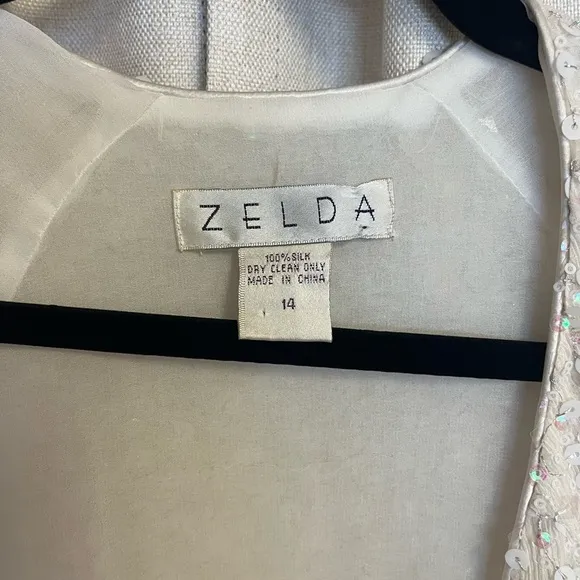 ZELDA
100% SILK
DRY CLEAN ONLY
MADE IN CHINA
14